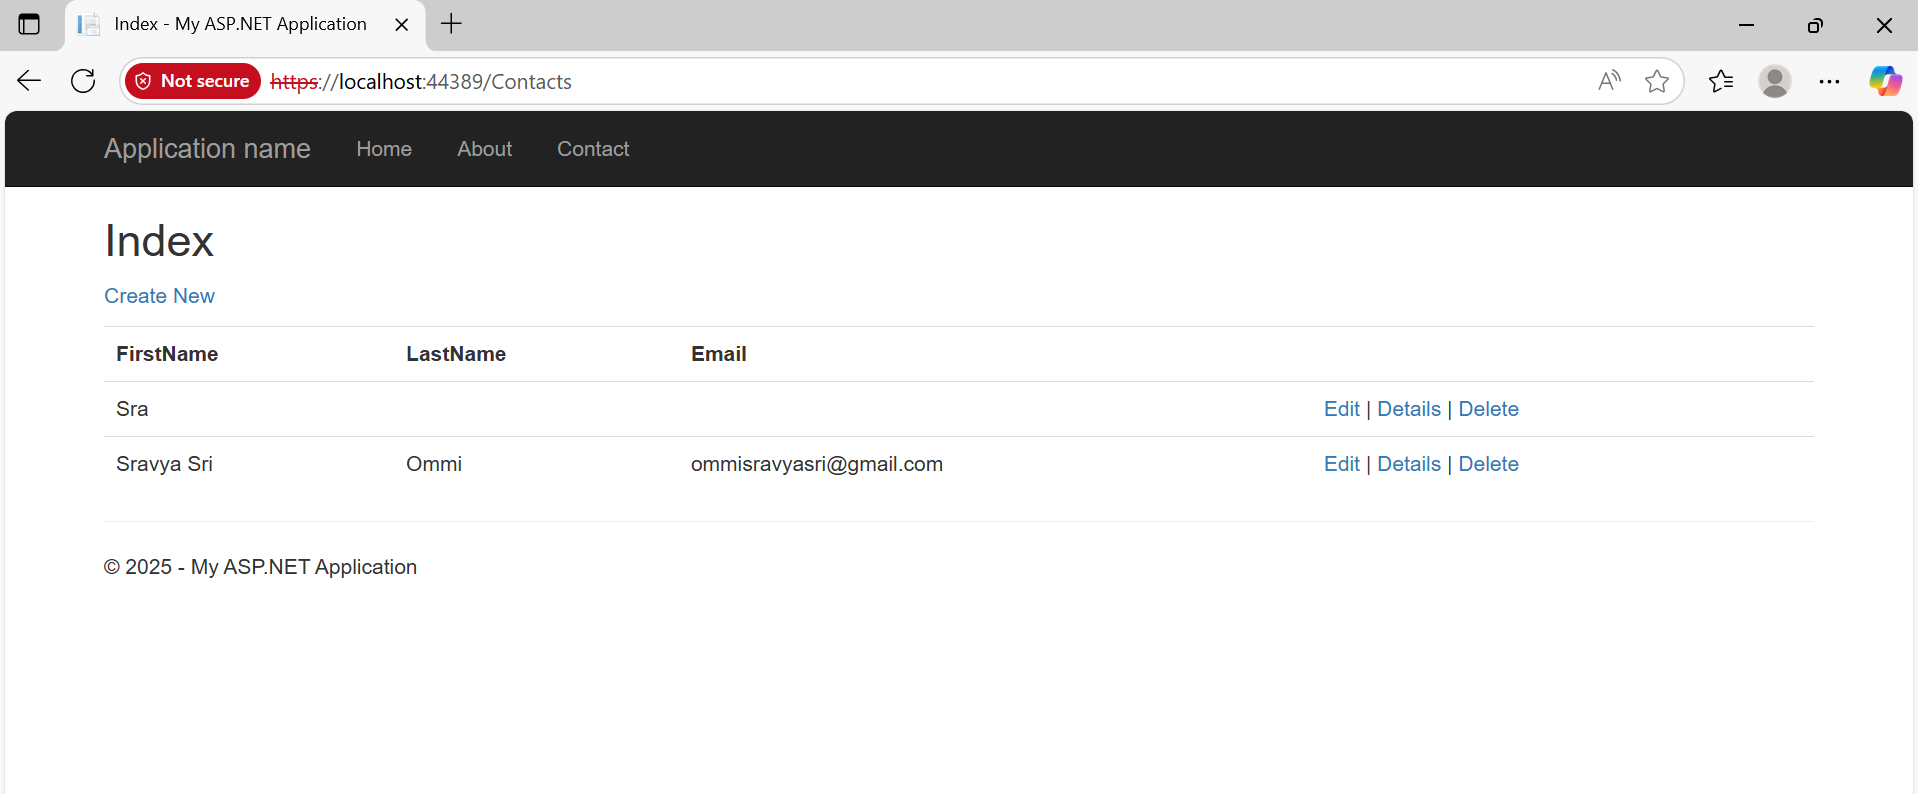 Index - My ASP.NET Application
Not secure https://localhost:44389/Contacts
Application name Home About Contact
Index
Create New
FirstName LastName Email
Sra Edit | Details | Delete
Sravya Sri Ommi ommisravyasri@gmail.com Edit | Details | Delete
© 2025 - My ASP.NET Application